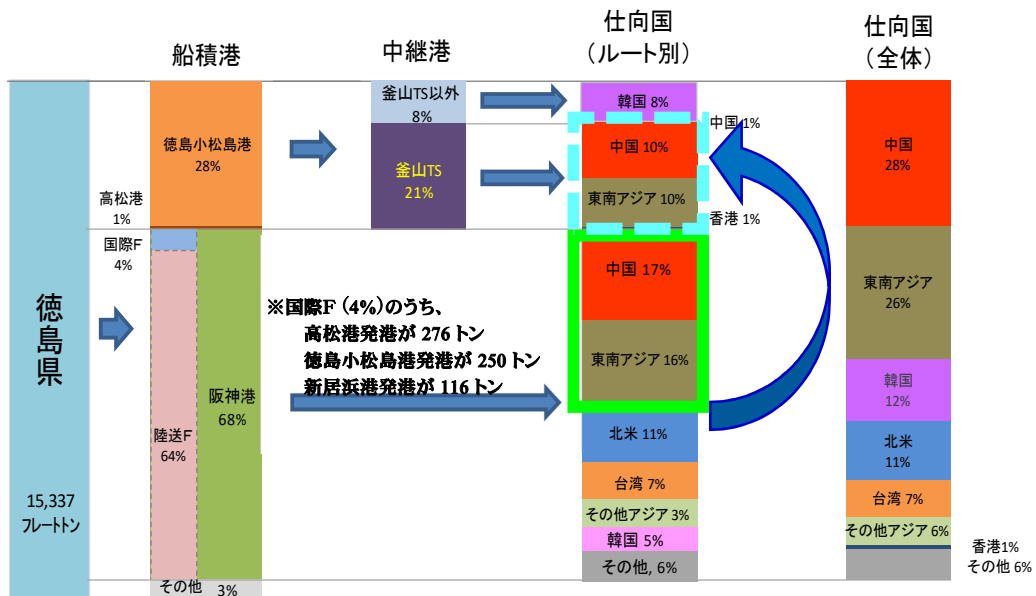 船積港
中継港
仕向国
(ルート別)
仕向国
(全体)
徳島県
15,337
フレートトン
高松港
1%
国際F
4%
徳島小松島港
28%
陸送F
64%
阪神港
68%
その他 3%
釜山TS以外
8%
釜山TS
21%
※国際F(4%)のうち、
高松港発港が 276 トン
徳島小松島港発港が 250 トン
新居浜港発港が 116 トン
韓国 8%
中国 1%
中国 10%
東南アジア 10%
香港 1%
中国 17%
東南アジア 16%
北米 11%
台湾 7%
その他アジア 3%
韓国 5%
その他, 6%
中国
28%
東南アジア
26%
韓国
12%
北米
11%
台湾 7%
その他アジア 6%
香港1%
その他 6%